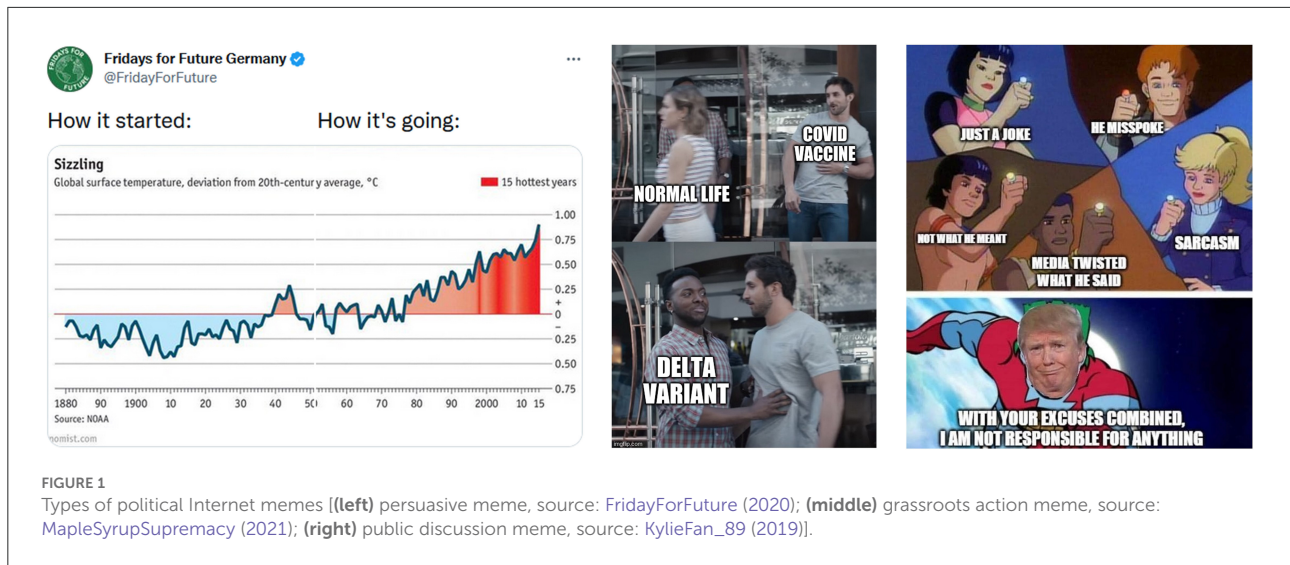 FRIDAYS FOR FUTURE
Fridays for Future Germany
@FridayForFuture
...
How it started: How it's going:
Sizzling
Global surface temperature, deviation from 20th-century average, °C
15 hottest years
1.00
0.75
0.50
0.25
+
0
–
0.25
0.50
0.75
1880 90 1900 10 20 30 40 50 60 70 80 90 2000 10 15
Source: NOAA
nomist.com
NORMAL LIFE
COVID
VACCINE
DELTA
VARIANT
imgflip.com
JUST A JOKE
HE MISSPOKE
NOT WHAT HE MEANT
MEDIA TWISTED
WHAT HE SAID
SARCASM
WITH YOUR EXCUSES COMBINED,
I AM NOT RESPONSIBLE FOR ANYTHING
FIGURE 1
Types of political Internet memes [(left) persuasive meme, source: FridayForFuture (2020); (middle) grassroots action meme, source:
MapleSyrupSupremacy (2021); (right) public discussion meme, source: KylieFan_89 (2019)].